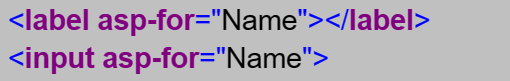 <label asp-for="Name"></label>
<input asp-for="Name">